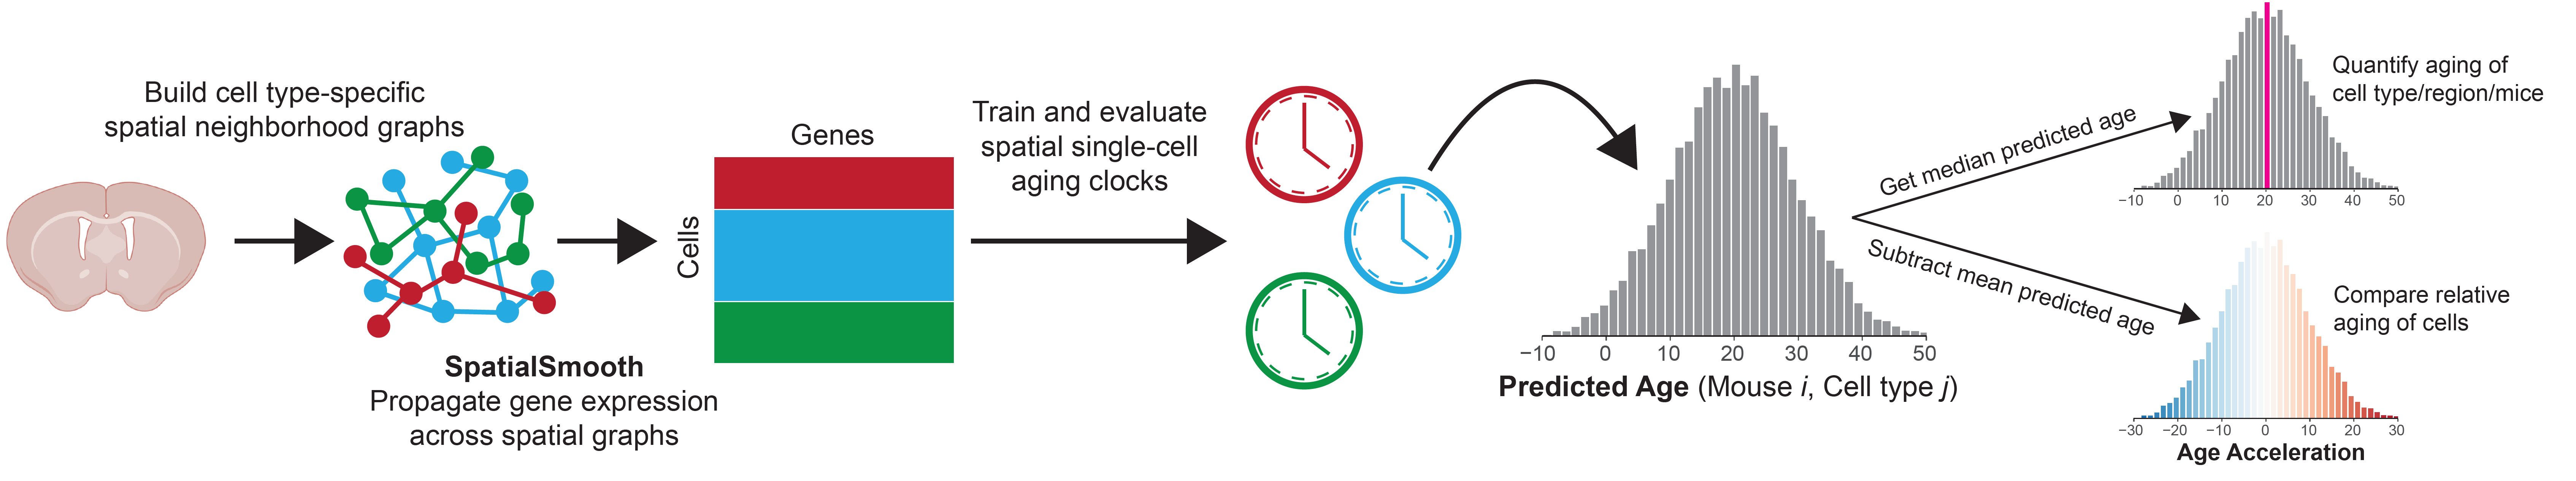 Build cell type-specific
spatial neighborhood graphs
SpatialSmooth
Propagate gene expression
across spatial graphs
Genes
Cells
Train and evaluate
spatial single-cell
aging clocks
−10 0 10 20 30 40 50
Predicted Age (Mouse i, Cell type j)
Get median predicted age
Subtract mean predicted age
−10 0 10 20 30 40 50
Quantify aging of
cell type/region/mice
−30 −20 −10 0 10 20 30
Age Acceleration
Compare relative
aging of cells